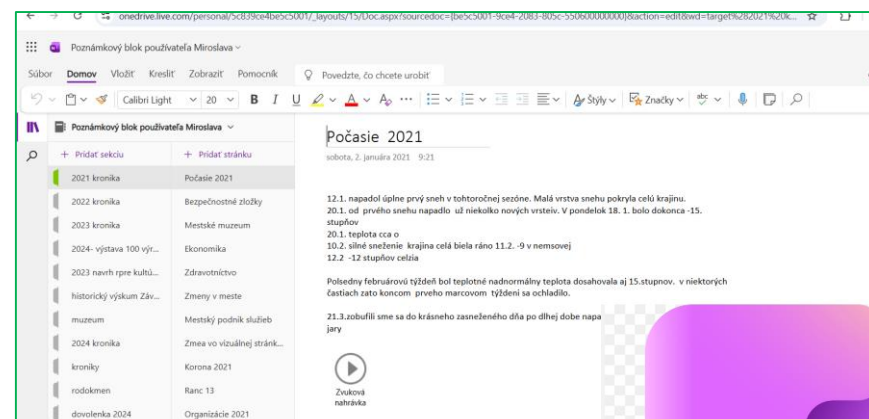 onedrive.live.com/personal/5c839ce4be5c5001/_layouts/15/Doc.aspx?sourcedoc={be5c5001-9ce4-2083-805c-550600000000}&action=edit&wd=target%282021%20k...
Poznámkový blok používateľa Miroslava
Súbor Domov Vložiť Kresliť Zobraziť Pomocník Povedzte, čo chcete urobiť
Calibri Light 20 B I U A Štýly Značky abc
Poznámkový blok používateľa Miroslava
+ Pridať sekciu
2021 kronika
2022 kronika
2023 kronika
2024- výstava 100 výr...
2023 navrh rpre kultú...
historický výskum Záv...
muzeum
2024 kronika
kroniky
rodokmen
dovolenka 2024
+ Pridať stránku
Počasie 2021
Bezpečnostné zložky
Mestské muzeum
Ekonomika
Zdravotníctvo
Zmeny v meste
Mestský podnik služieb
Zmea vo vizuálnej stránk...
Korona 2021
Ranc 13
Organizácie 2021
Počasie 2021
sobota, 2. januára 2021 9:21
12.1. napadol úplne prvý sneh v tohtoročnej sezóne. Malá vrstva snehu pokryla celú krajinu.
20.1. od prvého snehu napadlo už niekolko nových vrsteiv. V pondelok 18. 1. bolo dokonca -15.
stupňov
20.1. teplota cca o
10.2. silné sneženie krajina celá biela ráno 11.2. -9 v nemsovej
12.2 -12 stupňov celzia
Polsedny februárovú týždeň bol teplotné nadnormálny teplota dosahovala aj 15.stupnov. v niektorých
častiach zato koncom prveho marcovom týždeni sa ochladilo.
21.3.zobufili sme sa do krásneho zasneženého dňa po dlhej dobe napa
jary
Zvuková
nahrávka